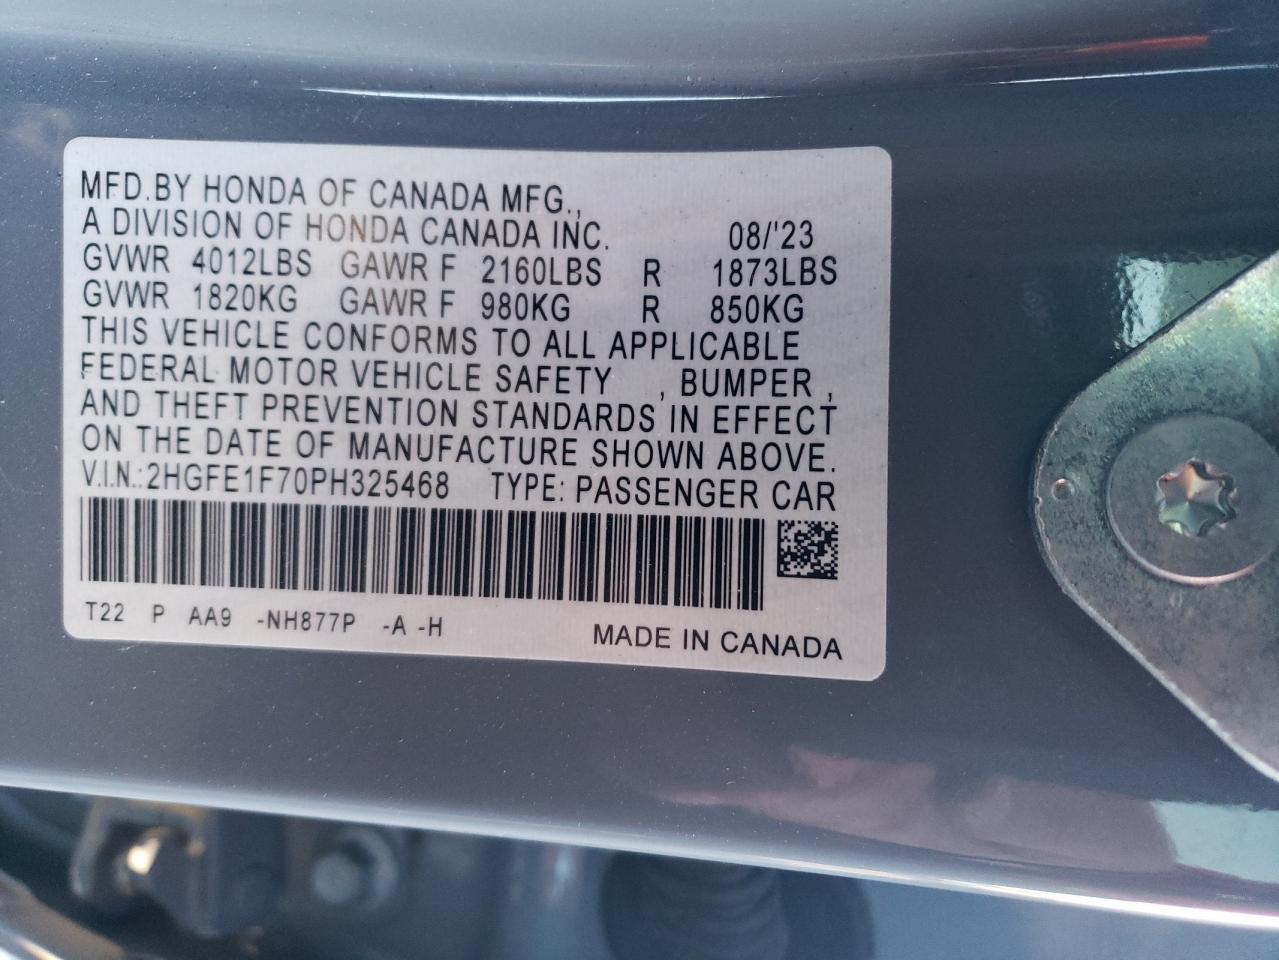 MFD.BY HONDA OF CANADA MFG.,
A DIVISION OF HONDA CANADA INC. 08/'23
GVWR 4012LBS GAWR F 2160LBS R 1873LBS
GVWR 1820KG GAWR F 980KG R 850KG
THIS VEHICLE CONFORMS TO ALL APPLICABLE
FEDERAL MOTOR VEHICLE SAFETY , BUMPER ,
AND THEFT PREVENTION STANDARDS IN EFFECT
ON THE DATE OF MANUFACTURE SHOWN ABOVE.
V.I.N.:2HGFE1F70PH325468 TYPE: PASSENGER CAR
T22 P AA9 -NH877P -A -H
MADE IN CANADA